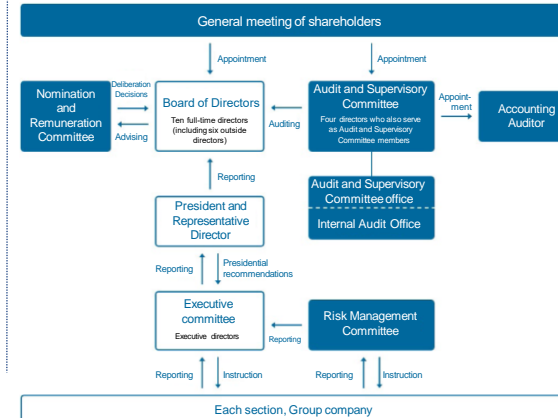 General meeting of shareholders
Appointment
Appointment
Nomination
and
Remuneration
Committee
Deliberation
Decisions
Advising
Board of Directors
Ten full-time directors
(including six outside
directors)
Auditing
Audit and Supervisory
Committee
Four directors who also serve
as Audit and Supervisory
Committee members
Appoint-
ment
Accounting
Auditor
Reporting
Audit and Supervisory
Committee office
Internal Audit Office
President and
Representative
Director
Reporting
Presidential
recommendations
Executive
committee
Executive directors
Reporting
Risk Management
Committee
Reporting
Instruction
Reporting
Instruction
Each section, Group company